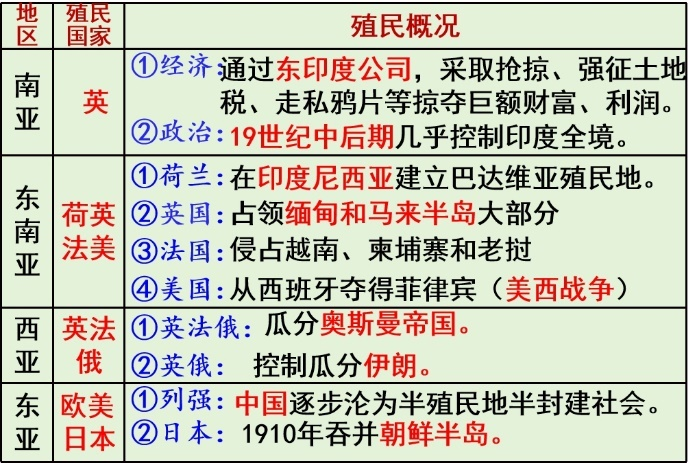 地区 殖民国家 殖民概况
南亚 英 ①经济:通过东印度公司，采取抢掠、强征土地
税、走私鸦片等掠夺巨额财富、利润。
②政治:19世纪中后期几乎控制印度全境。
东南亚 荷英法美 ①荷兰:在印度尼西亚建立巴达维亚殖民地。
②英国:占领缅甸和马来半岛大部分
③法国:侵占越南、柬埔寨和老挝
④美国:从西班牙夺得菲律宾（美西战争）
西亚 英法俄 ①英法俄:瓜分奥斯曼帝国。
②英俄: 控制瓜分伊朗。
东亚 欧美日本 ①列强:中国逐步沦为半殖民地半封建社会。
②日本:1910年吞并朝鲜半岛。